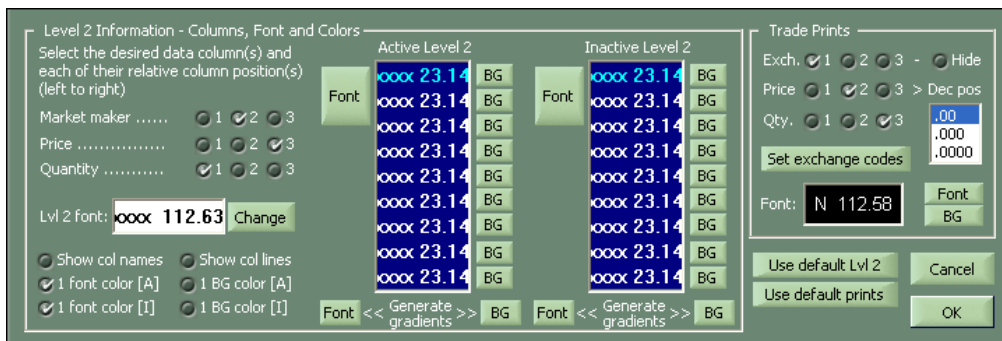 Level 2 Information - Columns, Font and Colors
Select the desired data column(s) and
each of their relative column position(s)
(left to right)
Market maker ...... 1 2 3
Price ................ 1 2 3
Quantity ........... 1 2 3
Lvl 2 font: xxxx 112.63 Change
Show col names Show col lines
1 font color [A] 1 BG color [A]
1 font color [I] 1 BG color [I]
Active Level 2
Font
xxxx 23.14 BG
xxxx 23.14 BG
xxxx 23.14 BG
xxxx 23.14 BG
xxxx 23.14 BG
xxxx 23.14 BG
xxxx 23.14 BG
xxxx 23.14 BG
xxxx 23.14 BG
Font << Generate >> BG
gradients
Inactive Level 2
Font
xxxx 23.14 BG
xxxx 23.14 BG
xxxx 23.14 BG
xxxx 23.14 BG
xxxx 23.14 BG
xxxx 23.14 BG
xxxx 23.14 BG
xxxx 23.14 BG
xxxx 23.14 BG
Font << Generate >> BG
gradients
Trade Prints
Exch. 1 2 3 - Hide
Price 1 2 3 > Dec pos
Qty. 1 2 3
.00
.000
.0000
Set exchange codes
Font: N 112.58 Font
BG
Use default Lvl 2
Use default prints
Cancel
OK